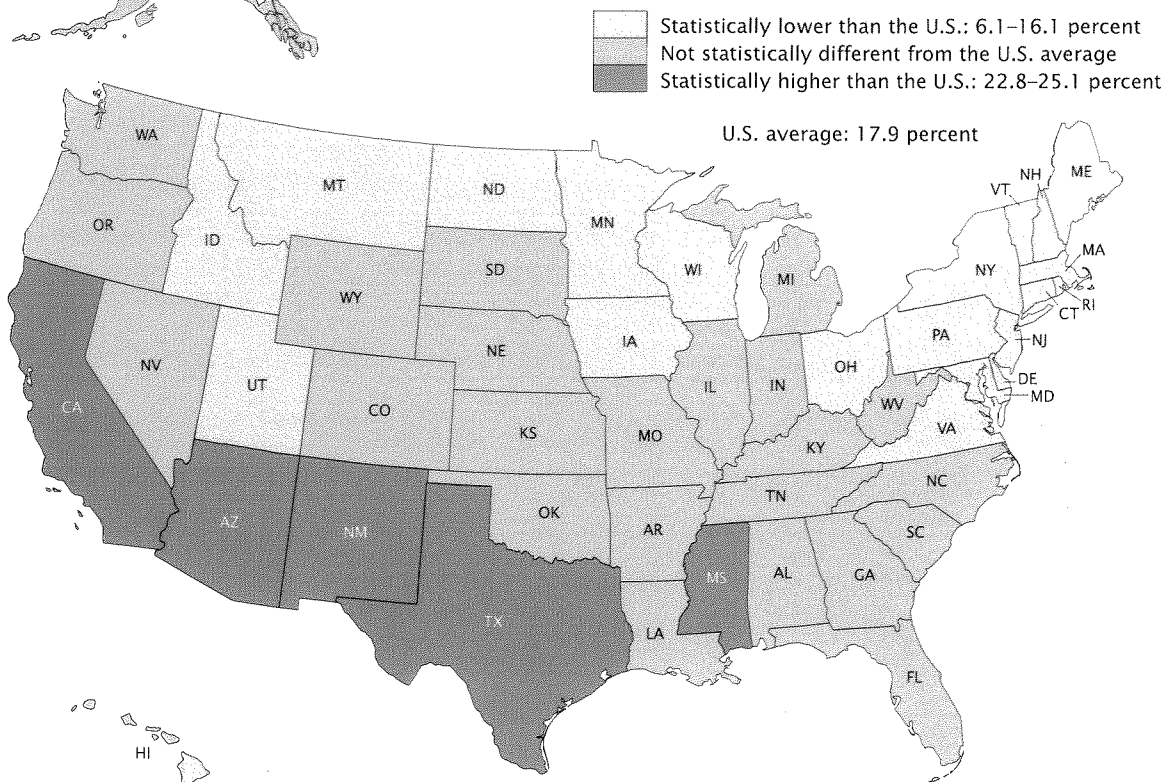 Statistically lower than the U.S.: 6.1–16.1 percent
Not statistically different from the U.S. average
Statistically higher than the U.S.: 22.8–25.1 percent
U.S. average: 17.9 percent
WA
MT
ND
MN
VT
NH
ME
OR
ID
SD
WI
MI
NY
MA
WY
RI
CT
NV
UT
NE
IA
PA
NJ
CA
CO
IL
IN
OH
DE
MD
KS
MO
KY
WV
VA
AZ
NM
OK
AR
TN
NC
SC
TX
MS
AL
GA
LA
FL
HI